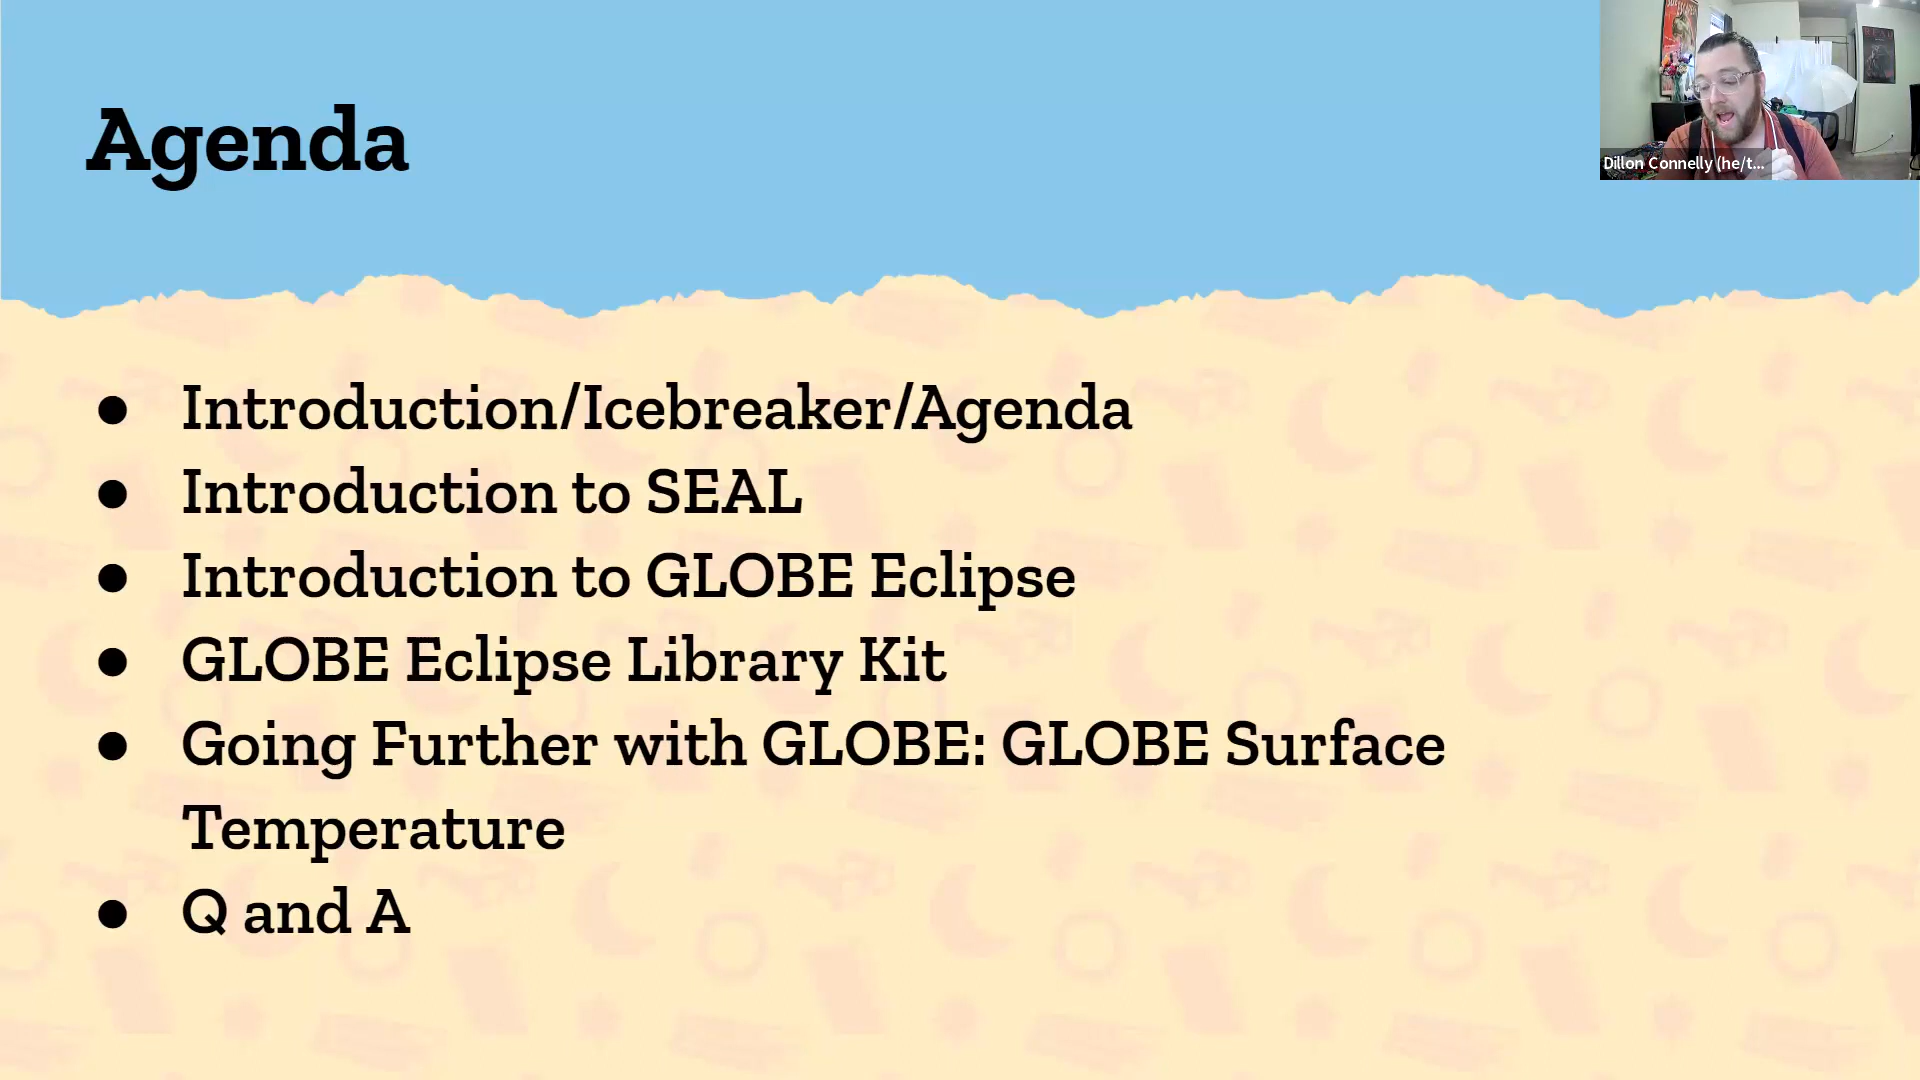 Agenda
Dillon Connelly (he/t...
● Introduction/Icebreaker/Agenda
● Introduction to SEAL
● Introduction to GLOBE Eclipse
● GLOBE Eclipse Library Kit
● Going Further with GLOBE: GLOBE Surface
Temperature
● Q and A